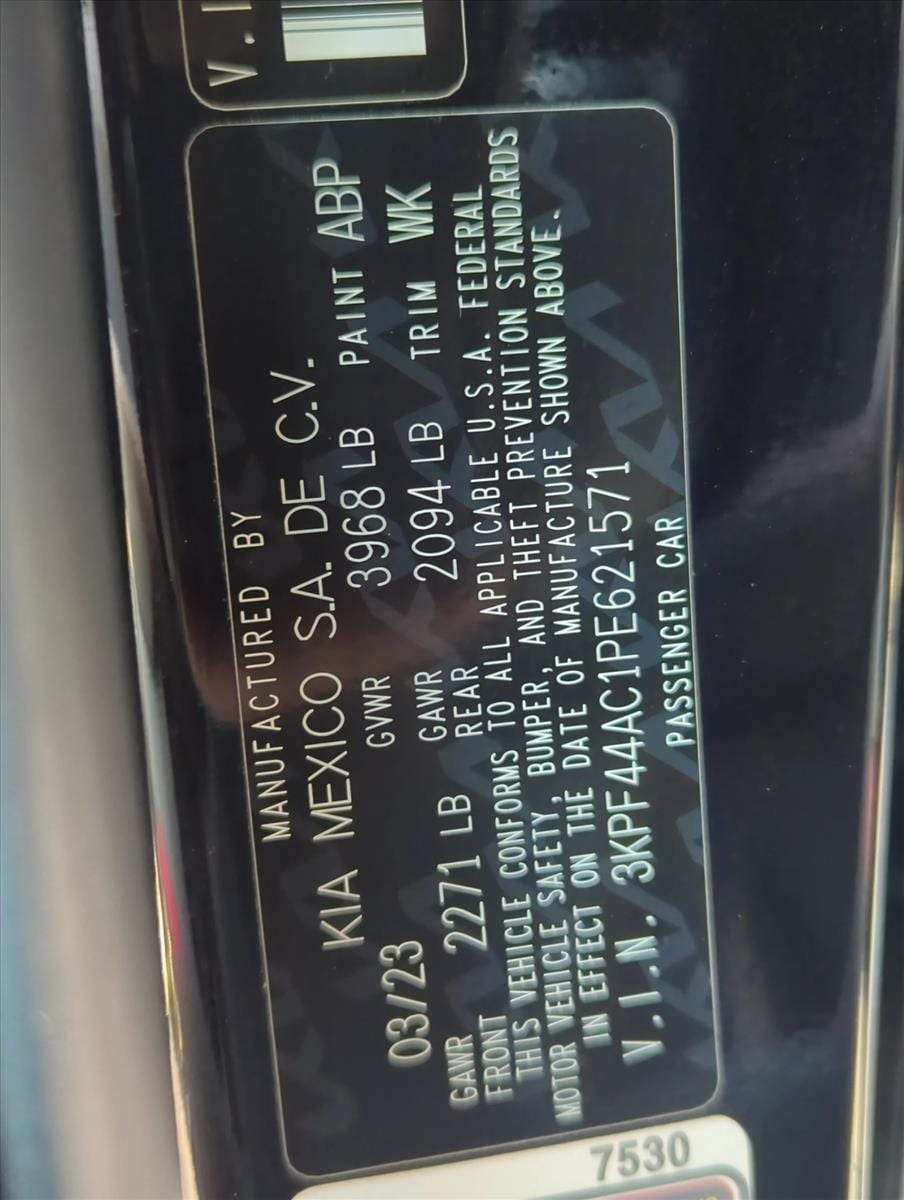 V.I
MANUFACTURED BY
KIA MEXICO S.A. DE C.V.
03/23 GVWR 3968 LB PAINT ABP
GAWR FRONT 2271 LB GAWR REAR 2094 LB TRIM WK
THIS VEHICLE CONFORMS TO ALL APPLICABLE U.S.A. FEDERAL
MOTOR VEHICLE SAFETY, BUMPER, AND THEFT PREVENTION STANDARDS
IN EFFECT ON THE DATE OF MANUFACTURE SHOWN ABOVE.
V.I.N. 3KPF44AC1PE621571
PASSENGER CAR
7530